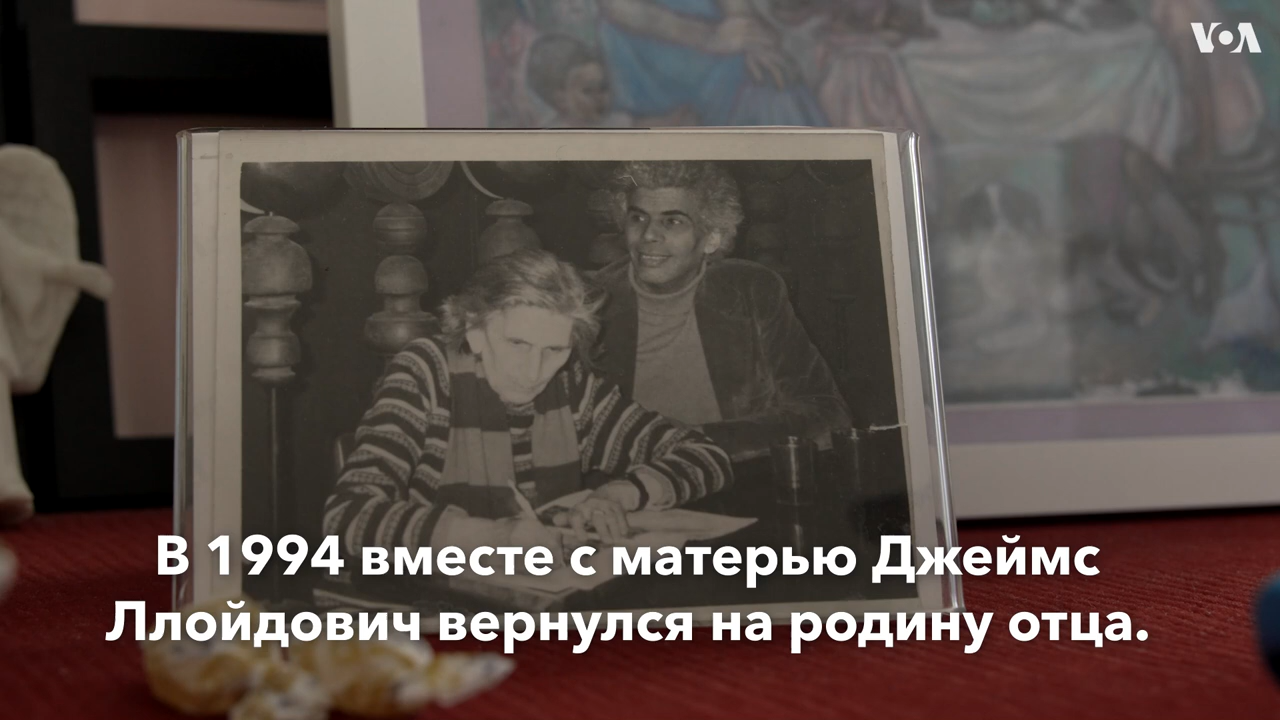 VOA
В 1994 вместе с матерью Джеймс
Ллойдович вернулся на родину отца.